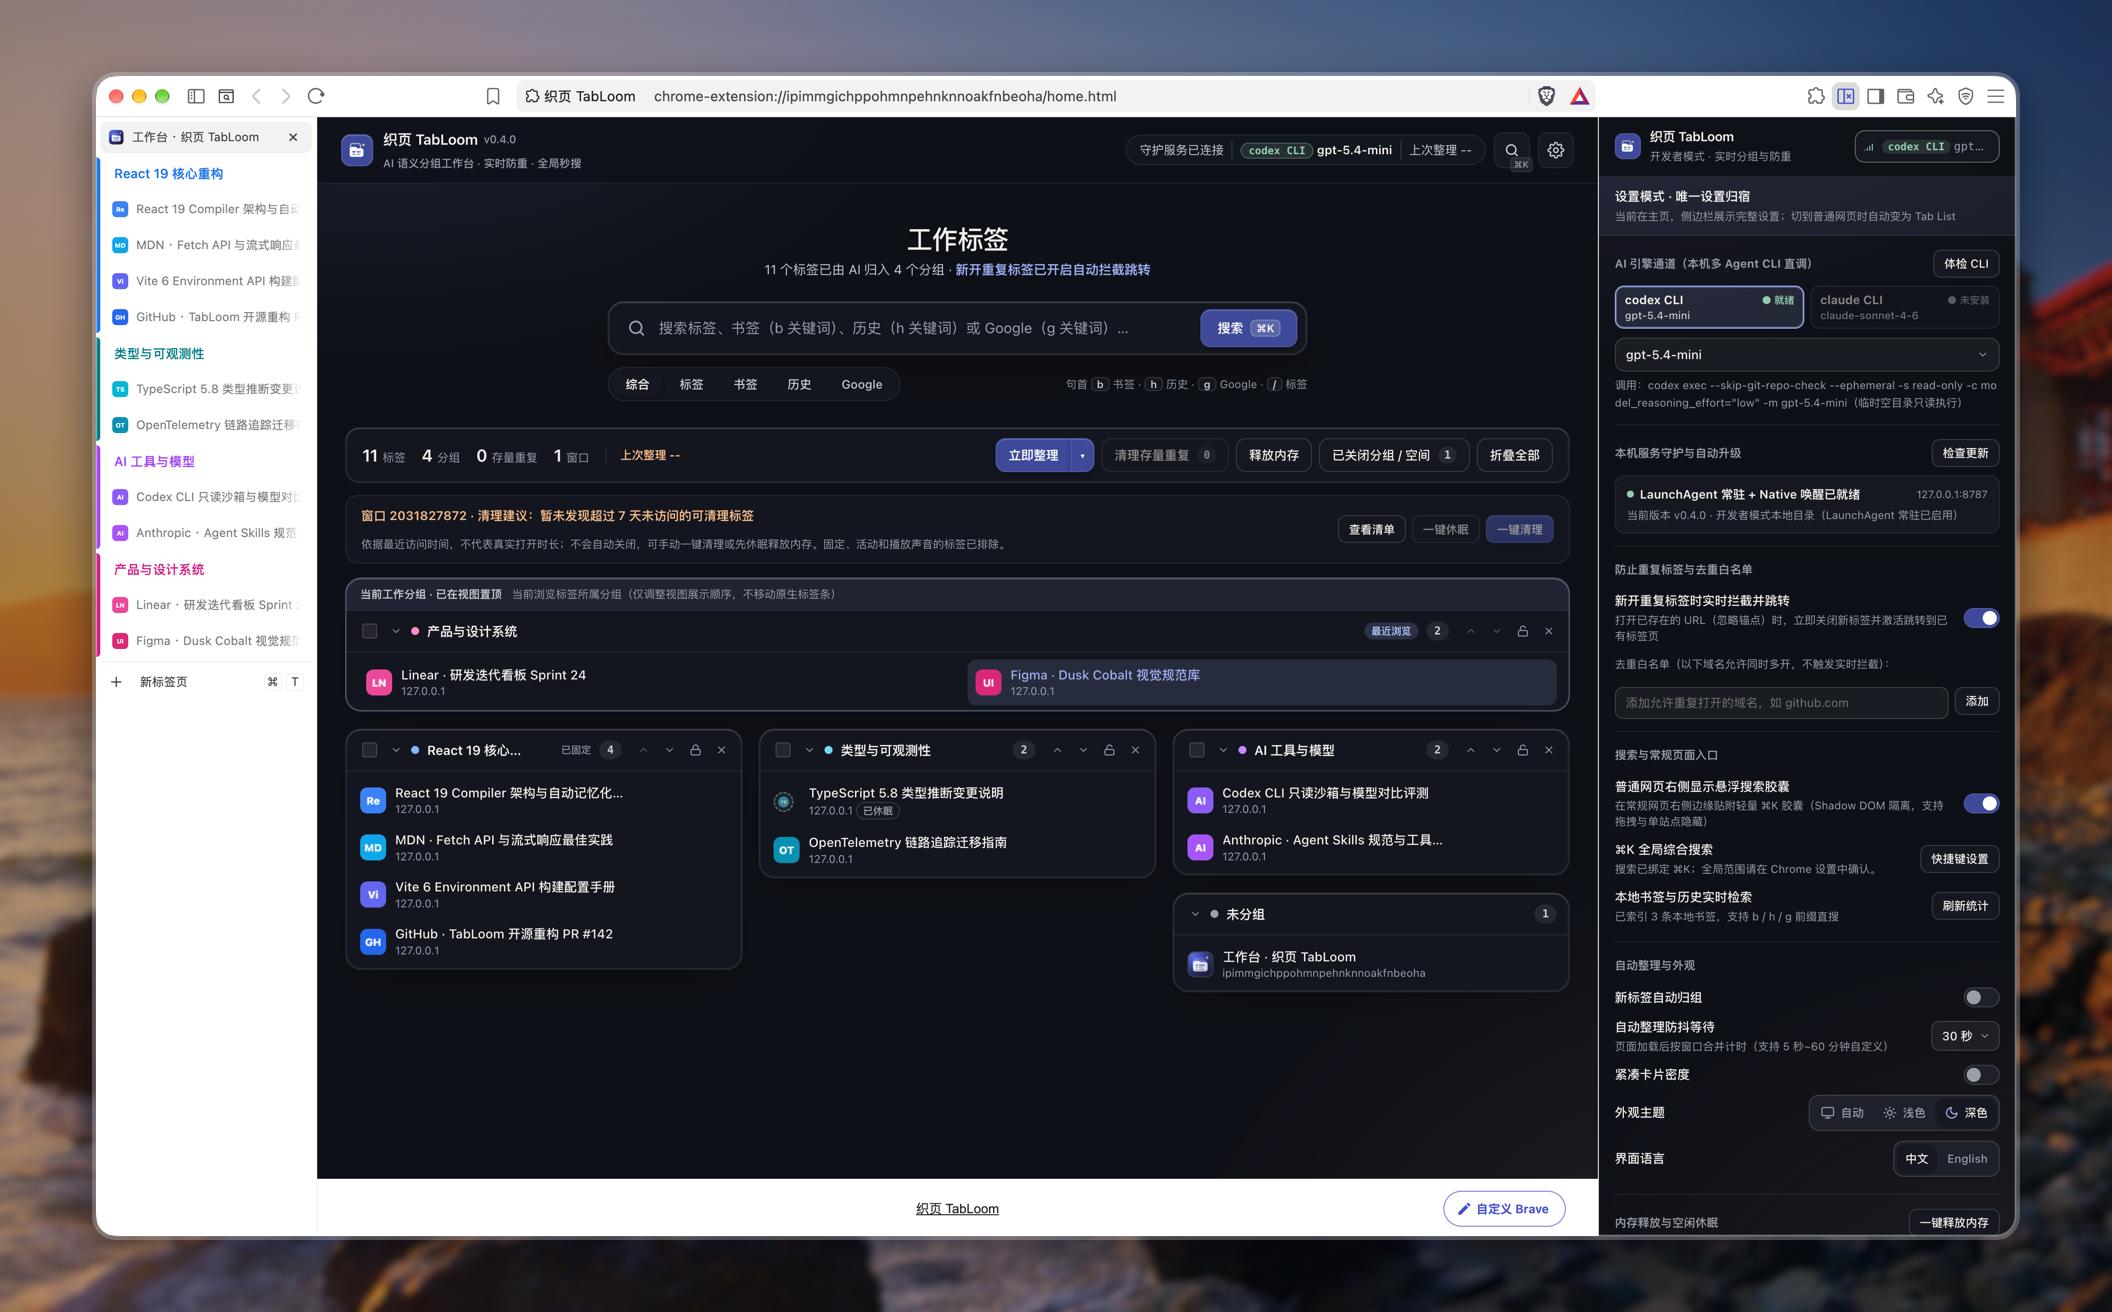 织页 TabLoom
chrome-extension://ipimmgichppohmnpehnknnoakfnbeoha/home.html
工作台 · 织页 TabLoom
React 19 核心重构
Re
React 19 Compiler 架构与自动
MD
MDN · Fetch API 与流式响应
Vi
Vite 6 Environment API 构建
GH
GitHub · TabLoom 开源重构
类型与可观测性
TS
TypeScript 5.8 类型推断变更
OT
OpenTelemetry 链路追踪迁移
AI 工具与模型
AI
Codex CLI 只读沙箱与模型对
AI
Anthropic · Agent Skills 规范
产品与设计系统
LN
Linear · 研发迭代看板 Sprint
UI
Figma · Dusk Cobalt 视觉规范
新标签页
⌘ T
织页 TabLoom v0.4.0
AI 语义分组工作台 · 实时防重 · 全局秒搜
守护服务已连接
codex CLI gpt-5.4-mini
上次整理 --
⌘K
工作标签
11 个标签已由 AI 归入 4 个分组 · 新开重复标签已开启自动拦截跳转
搜索标签、书签（b 关键词）、历史（h 关键词）或 Google（g 关键词）...
搜索 ⌘K
综合 标签 书签 历史 Google
句首 b 书签 · h 历史 · g Google · / 标签
11 标签 4 分组 0 存量重复 1 窗口 上次整理 --
立即整理
清理存量重复 0
释放内存
已关闭分组 / 空间 1
折叠全部
窗口 2031827872 · 清理建议：暂未发现超过 7 天未访问的可清理标签
依据最近访问时间，不代表真实打开时长；不会自动关闭，可手动一键清理或先休眠释放内存。固定、活动和播放声音的标签已排除。
查看清单 一键休眠 一键清理
当前工作分组 · 已在视图置顶 当前浏览标签所属分组（仅调整视图展示顺序，不移动原生标签条）
产品与设计系统
最近浏览 2
LN
Linear · 研发迭代看板 Sprint 24
127.0.0.1
UI
Figma · Dusk Cobalt 视觉规范库
127.0.0.1
React 19 核心... 已固定 4
Re
React 19 Compiler 架构与自动记忆化...
127.0.0.1
MD
MDN · Fetch API 与流式响应最佳实践
127.0.0.1
Vi
Vite 6 Environment API 构建配置手册
127.0.0.1
GH
GitHub · TabLoom 开源重构 PR #142
127.0.0.1
类型与可观测性 2
TypeScript 5.8 类型推断变更说明
127.0.0.1 已休眠
OT
OpenTelemetry 链路追踪迁移指南
127.0.0.1
AI 工具与模型 2
AI
Codex CLI 只读沙箱与模型对比评测
127.0.0.1
AI
Anthropic · Agent Skills 规范与工具...
127.0.0.1
未分组 1
工作台 · 织页 TabLoom
ipimmgichppohmnpehnknnoakfnbeoha
织页 TabLoom
自定义 Brave
织页 TabLoom
开发者模式 · 实时分组与防重
codex CLI gpt...
设置模式 · 唯一设置归宿
当前在主页，侧边栏展示完整设置；切到普通网页时自动变为 Tab List
AI 引擎通道（本机多 Agent CLI 直调）
体检 CLI
codex CLI 就绪
gpt-5.4-mini
claude CLI 未安装
claude-sonnet-4-6
gpt-5.4-mini
调用：codex exec --skip-git-repo-check --ephemeral -s read-only -c mo
del_reasoning_effort="low" -m gpt-5.4-mini（临时空目录只读执行）
本机服务守护与自动升级
检查更新
LaunchAgent 常驻 + Native 唤醒已就绪 127.0.0.1:8787
当前版本 v0.4.0 · 开发者模式本地目录（LaunchAgent 常驻已启用）
防止重复标签与去重白名单
新开重复标签时实时拦截并跳转
打开已存在的 URL（忽略锚点）时，立即关闭新标签并激活跳转到已
有标签页
去重白名单（以下域名允许同时多开，不触发实时拦截）：
添加允许重复打开的域名，如 github.com
添加
搜索与常规页面入口
普通网页右侧显示悬浮搜索胶囊
在常规网页右侧边缘贴附轻量 ⌘K 胶囊（Shadow DOM 隔离，支持
拖拽与单站点隐藏）
⌘K 全局综合搜索
搜索已绑定 ⌘K；全局范围请在 Chrome 设置中确认。
快捷键设置
本地书签与历史实时检索
已索引 3 条本地书签，支持 b / h / g 前缀直搜
刷新统计
自动整理与外观
新标签自动归组
自动整理防抖等待
页面加载后按窗口合并计时（支持 5 秒~60 分钟自定义）
30 秒
紧凑卡片密度
外观主题
自动 浅色 深色
界面语言
中文 English
内存释放与空闲休眠
一键释放内存